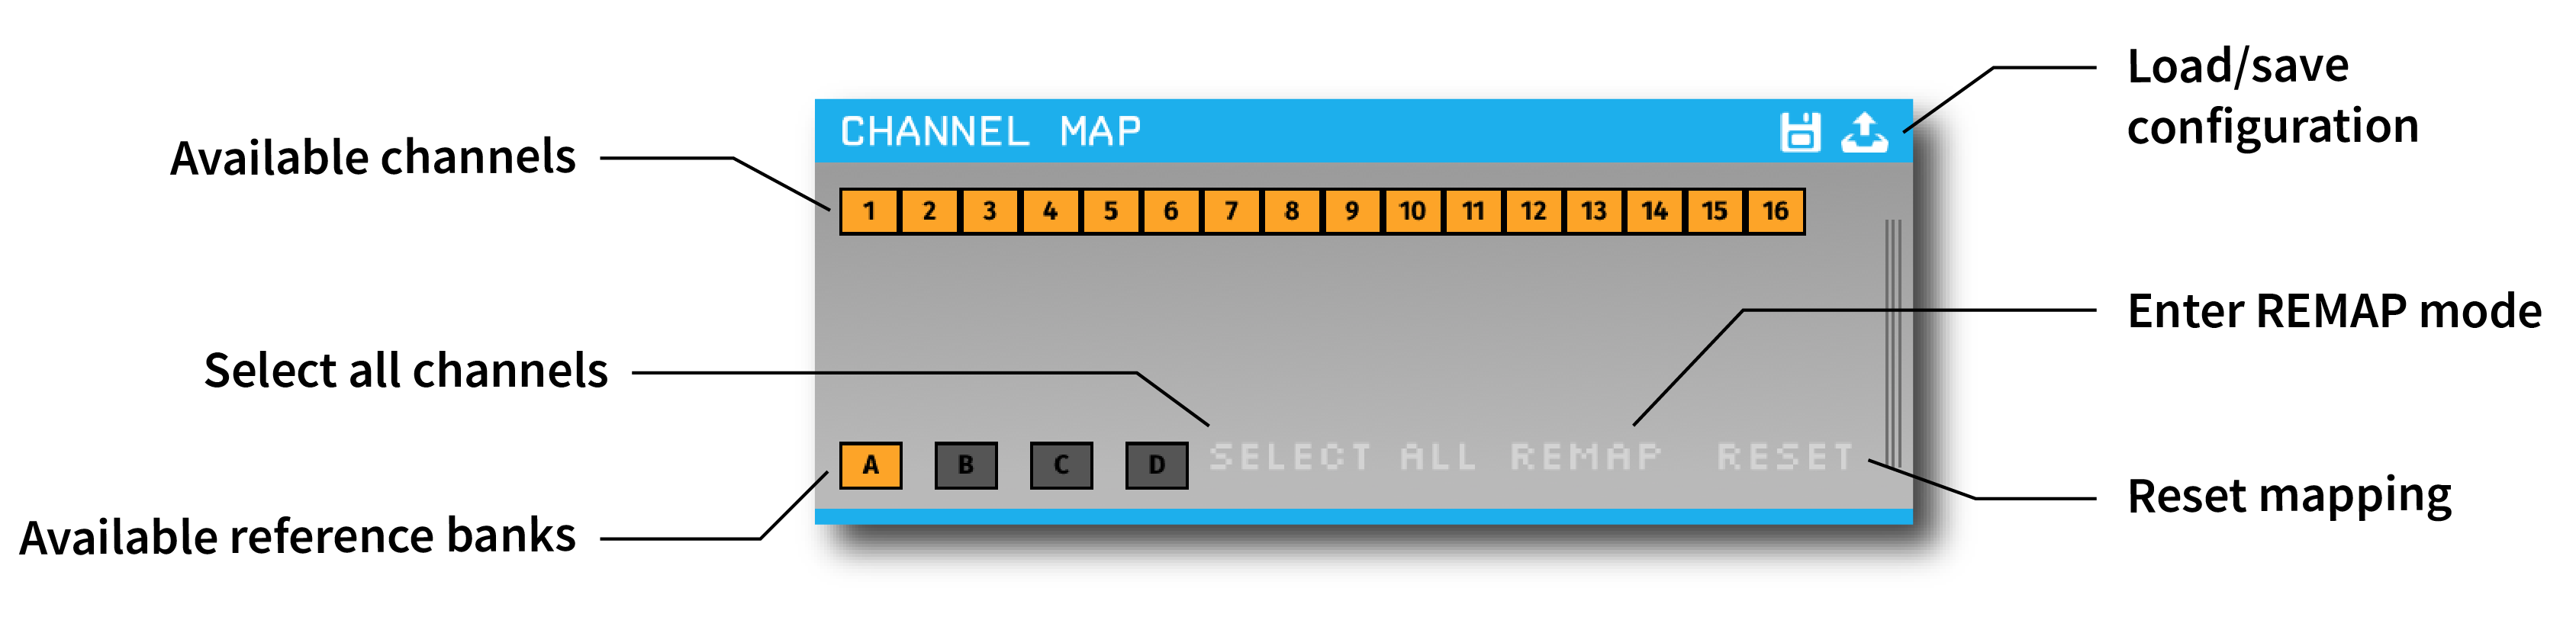 Load/save
configuration
CHANNEL MAP
Available channels
1 2 3 4 5 6 7 8 9 10 11 12 13 14 15 16
Enter REMAP mode
Select all channels
A B C D SELECT ALL REMAP RESET
Reset mapping
Available reference banks